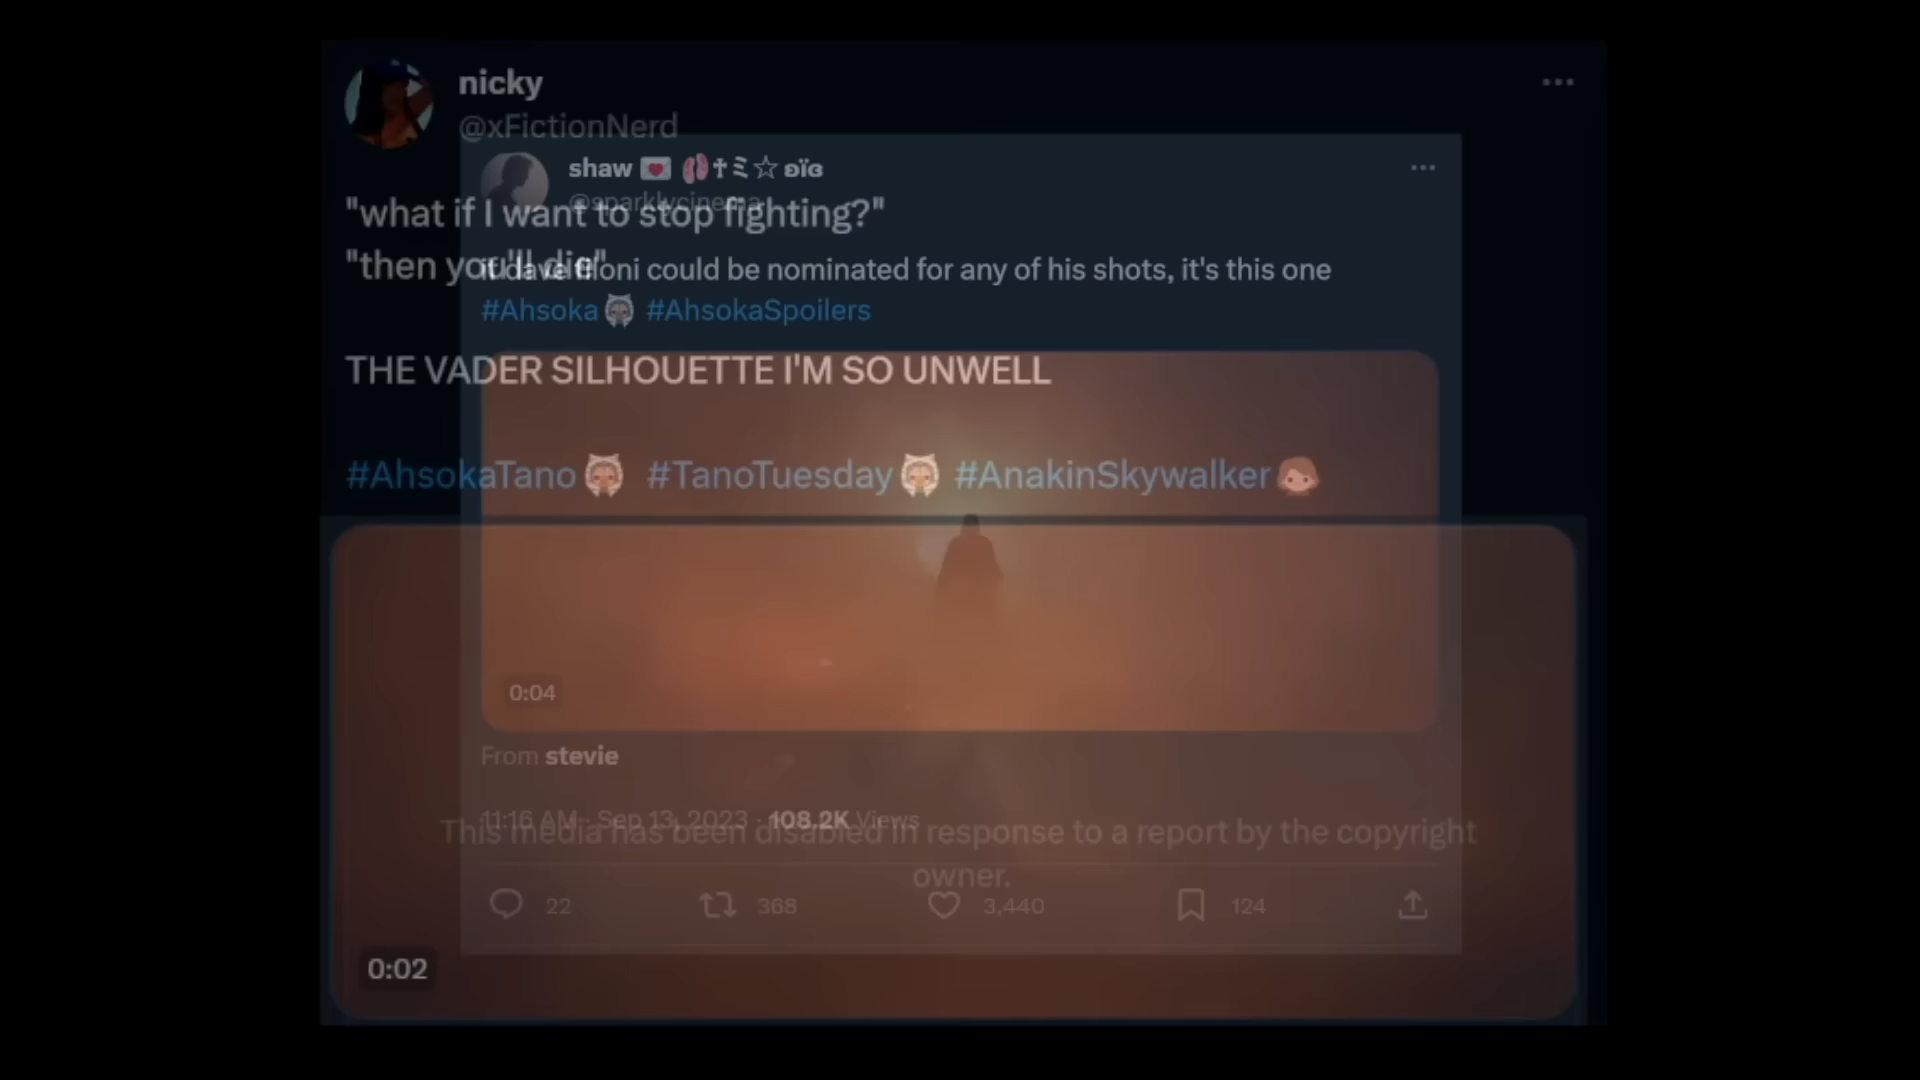 nicky
@xFictionNerd
"what if I want to stop fighting?"
"then you'll die"
THE VADER SILHOUETTE I'M SO UNWELL
#AhsokaTano #TanoTuesday #AnakinSkywalker
This media has been disabled in response to a report by the copyright
owner.
0:02
shaw 💌 🫁✝ミ☆ ʚïɞ
@sparklycinema
if dave filoni could be nominated for any of his shots, it's this one
#Ahsoka #AhsokaSpoilers
0:04
From stevie
11:16 AM · Sep 13, 2023 · 108.2K Views
22 368 3,440 124